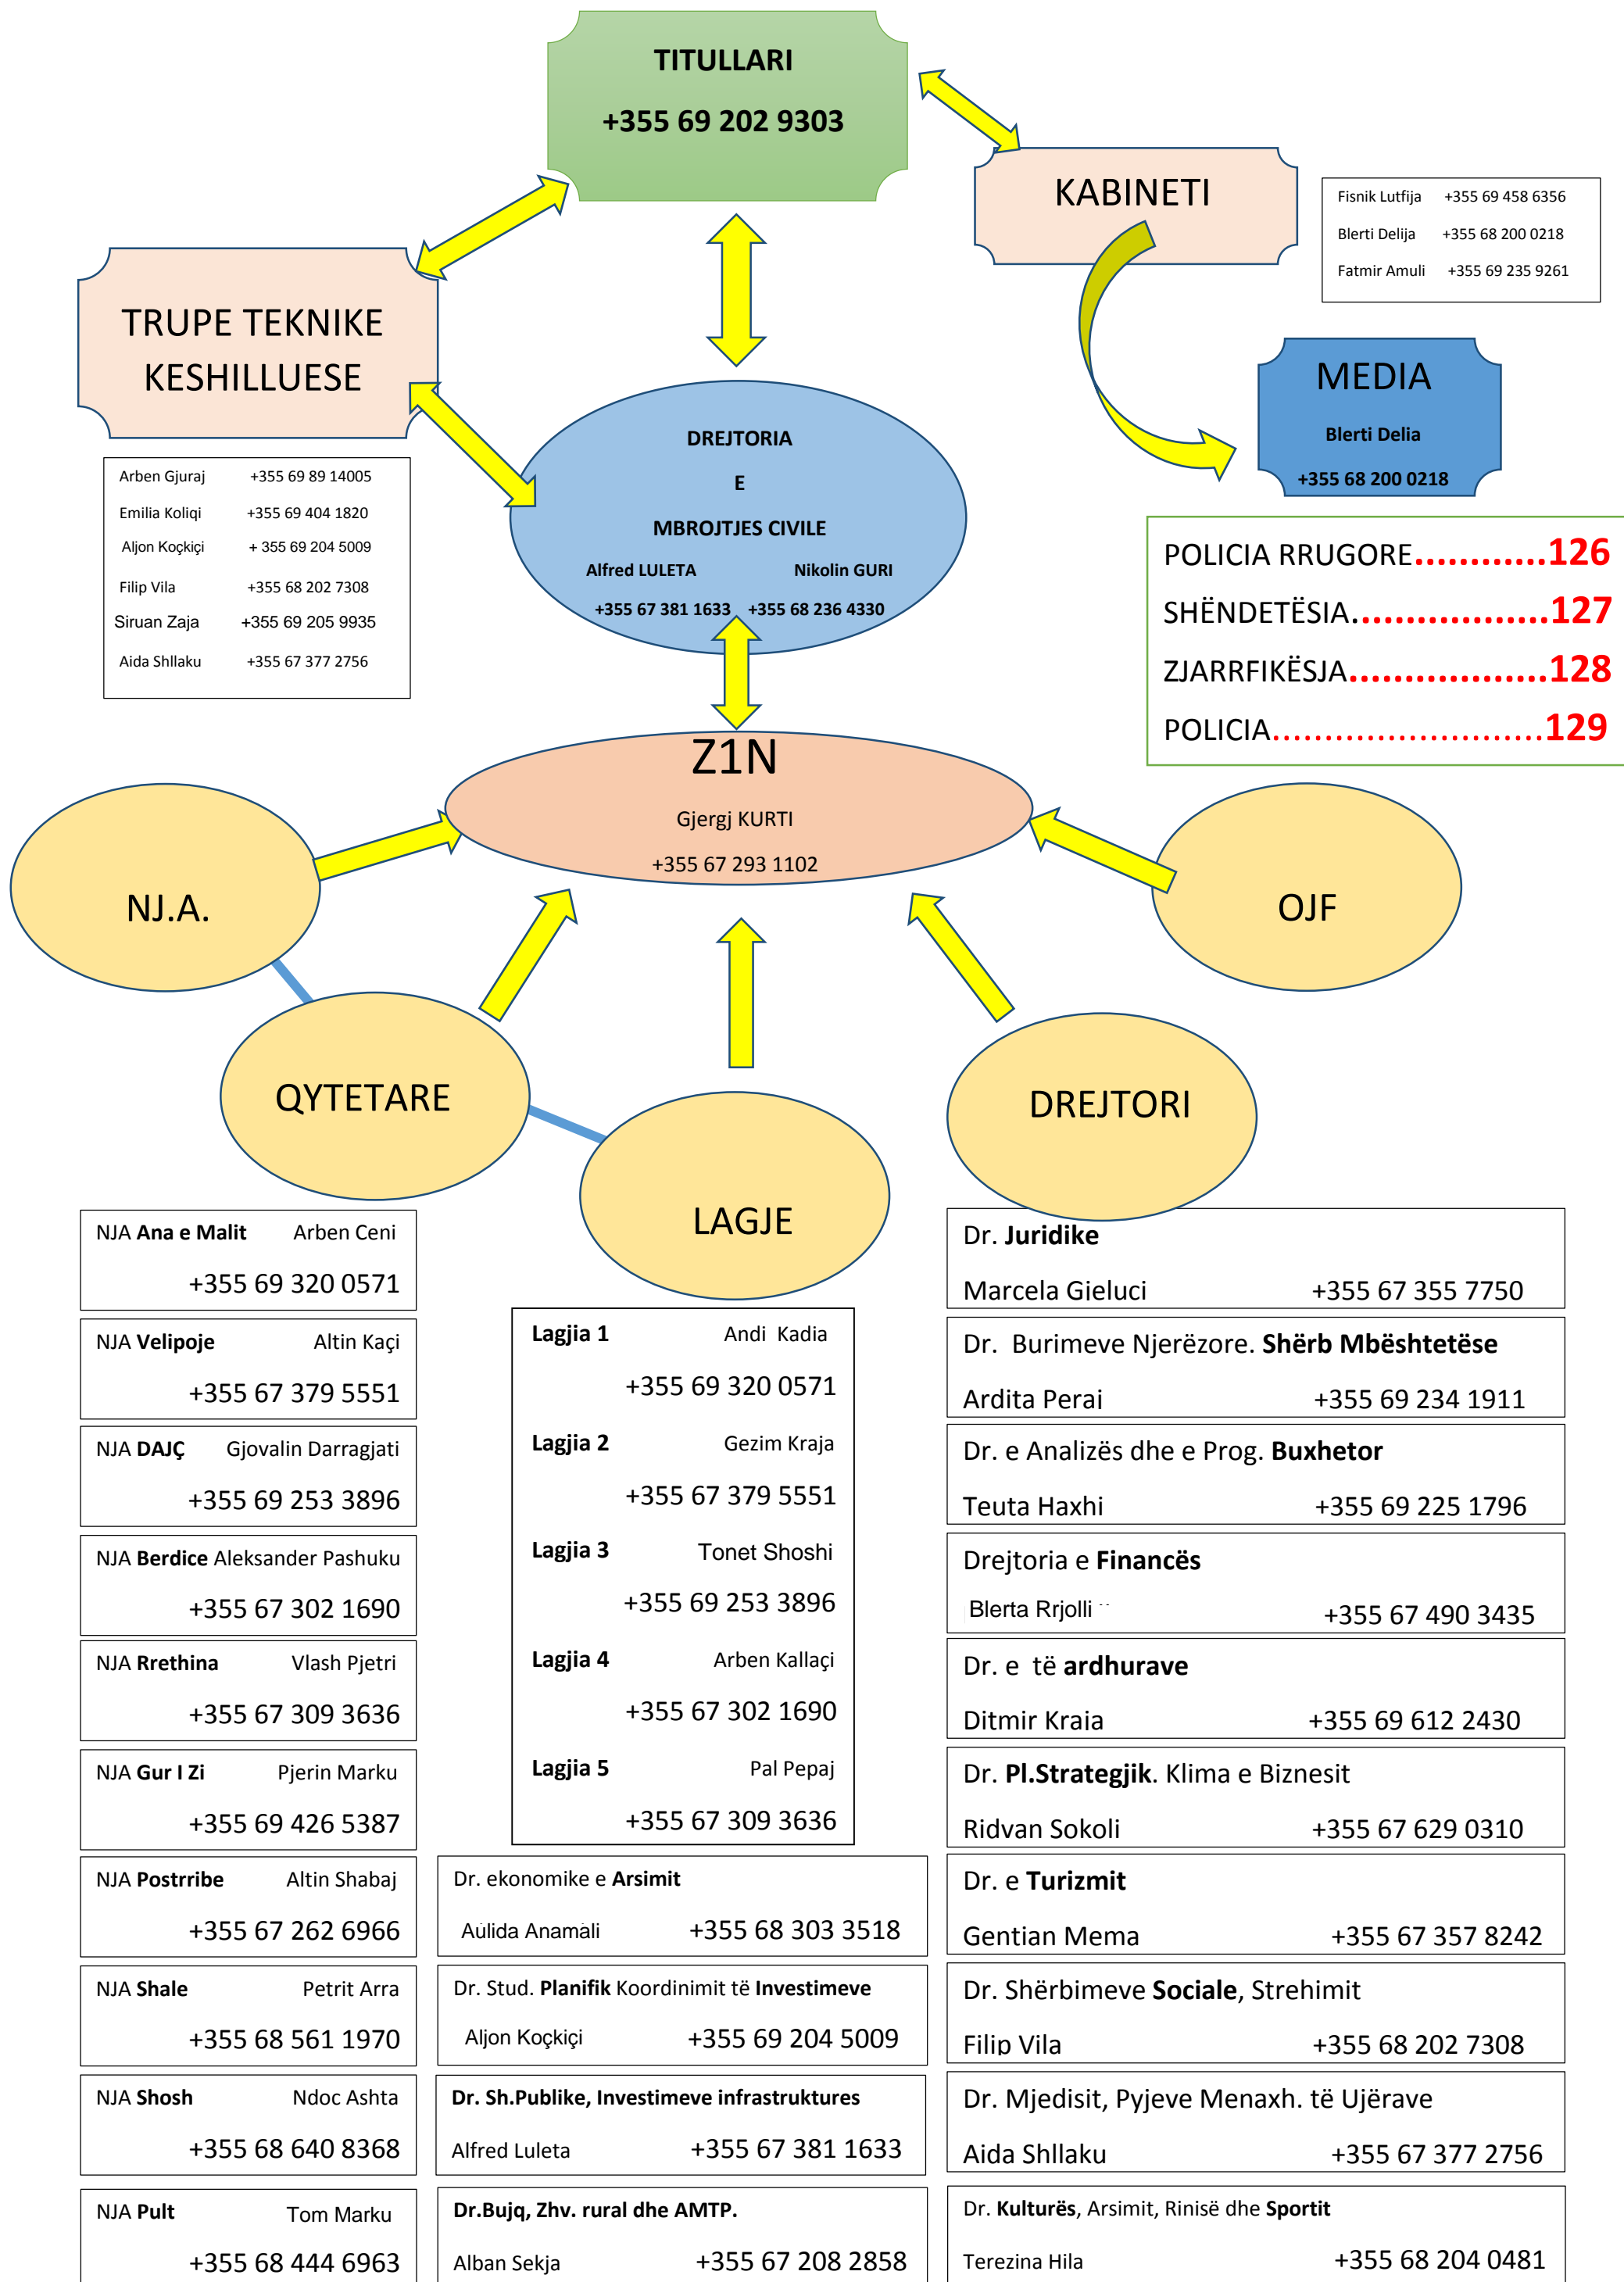 TITULLARI
+355 69 202 9303
KABINETI
Fisnik Lutfija +355 69 458 6356
Blerti Delija +355 68 200 0218
Fatmir Amuli +355 69 235 9261
TRUPE TEKNIKE
KESHILLUESE
MEDIA
Blerti Delia
+355 68 200 0218
DREJTORIA
E
MBROJTJES CIVILE
Alfred LULETA Nikolin GURI
+355 67 381 1633 +355 68 236 4330
Arben Gjuraj +355 69 89 14005
Emilia Koliqi +355 69 404 1820
Aljon Koçkiçi + 355 69 204 5009
Filip Vila +355 68 202 7308
Siruan Zaja +355 69 205 9935
Aida Shllaku +355 67 377 2756
POLICIA RRUGORE............126
SHËNDETËSIA..................127
ZJARRFIKËSJA..................128
POLICIA..........................129
Z1N
Gjergj KURTI
+355 67 293 1102
NJ.A.
OJF
QYTETARE
DREJTORI
LAGJE
NJA Ana e Malit Arben Ceni
+355 69 320 0571
NJA Velipoje Altin Kaçi
+355 67 379 5551
NJA DAJÇ Gjovalin Darragjati
+355 69 253 3896
NJA Berdice Aleksander Pashuku
+355 67 302 1690
NJA Rrethina Vlash Pjetri
+355 67 309 3636
NJA Gur I Zi Pjerin Marku
+355 69 426 5387
NJA Postrribe Altin Shabaj
+355 67 262 6966
NJA Shale Petrit Arra
+355 68 561 1970
NJA Shosh Ndoc Ashta
+355 68 640 8368
NJA Pult Tom Marku
+355 68 444 6963
Lagjia 1 Andi Kadia
+355 69 320 0571
Lagjia 2 Gezim Kraja
+355 67 379 5551
Lagjia 3 Tonet Shoshi
+355 69 253 3896
Lagjia 4 Arben Kallaçi
+355 67 302 1690
Lagjia 5 Pal Pepaj
+355 67 309 3636
Dr. ekonomike e Arsimit
Aulida Anamali +355 68 303 3518
Dr. Stud. Planifik Koordinimit të Investimeve
Aljon Koçkiçi +355 69 204 5009
Dr. Sh.Publike, Investimeve infrastruktures
Alfred Luleta +355 67 381 1633
Dr.Bujq, Zhv. rural dhe AMTP.
Alban Sekja +355 67 208 2858
Dr. Juridike
Marcela Gieluci +355 67 355 7750
Dr. Burimeve Njerëzore. Shërb Mbështetëse
Ardita Perai +355 69 234 1911
Dr. e Analizës dhe e Prog. Buxhetor
Teuta Haxhi +355 69 225 1796
Drejtoria e Financës
Blerta Rrjolli +355 67 490 3435
Dr. e të ardhurave
Ditmir Kraia +355 69 612 2430
Dr. Pl.Strategjik. Klima e Biznesit
Ridvan Sokoli +355 67 629 0310
Dr. e Turizmit
Gentian Mema +355 67 357 8242
Dr. Shërbimeve Sociale, Strehimit
Filip Vila +355 68 202 7308
Dr. Mjedisit, Pyjeve Menaxh. të Ujërave
Aida Shllaku +355 67 377 2756
Dr. Kulturës, Arsimit, Rinisë dhe Sportit
Terezina Hila +355 68 204 0481